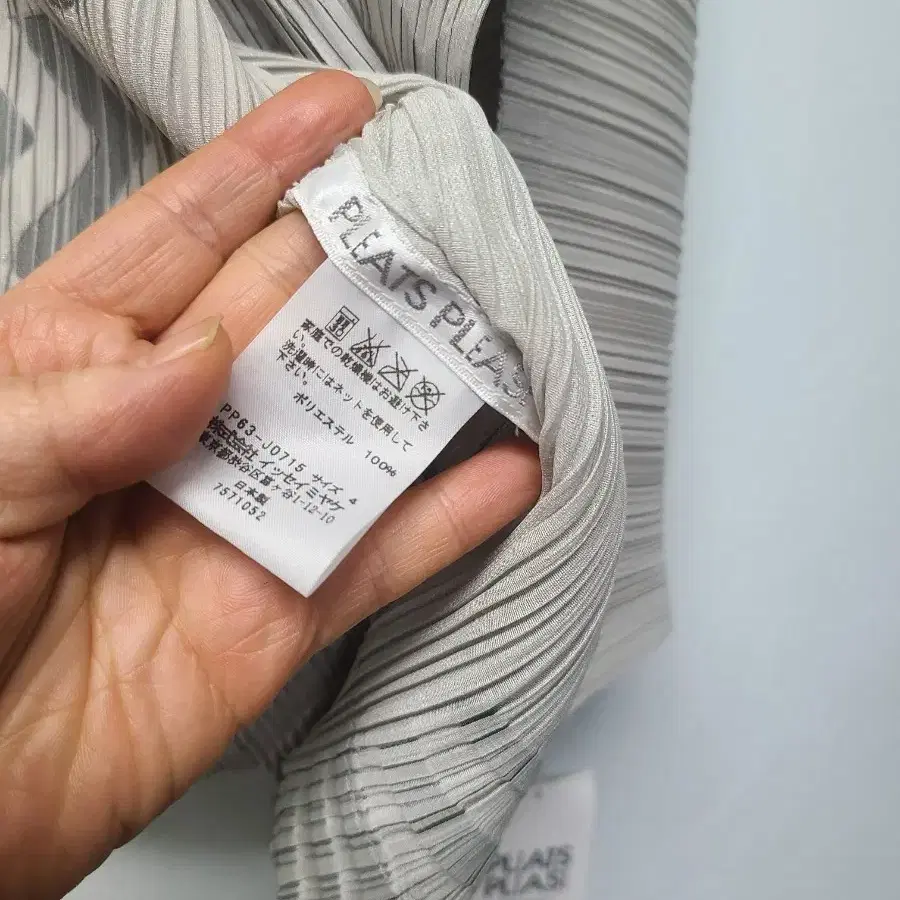 PLEATS PLEAS
30
家庭での乾燥機はお避け下さ
い。
洗濯時にはネットを使用して
下さい。
ポリエステル 100%
PP63-J0715 サイズ 4
株式会社イッセイミヤケ
東京都渋谷区富ヶ谷1-12-10
日本製
7571052
PLEATS
PLEAS